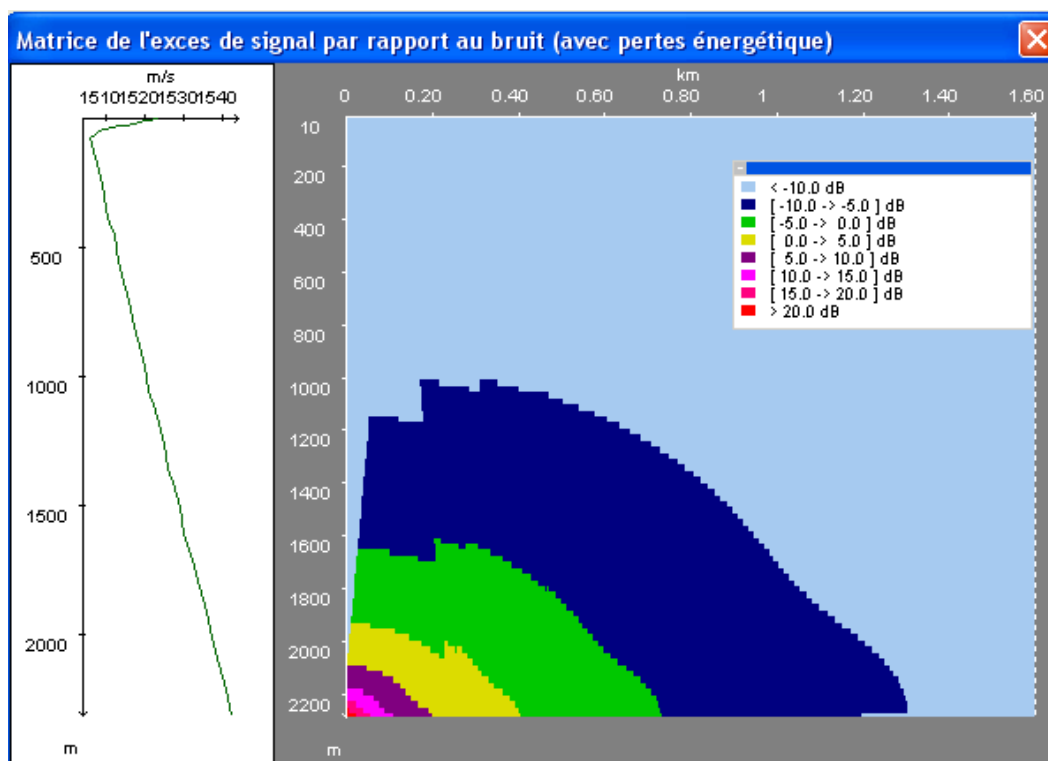 Matrice de l'exces de signal par rapport au bruit (avec pertes énergétique)
m/s
1510 1520 1530 1540
500
1000
1500
2000
m
km
0 0.20 0.40 0.60 0.80 1 1.20 1.40 1.60
10
200
400
600
800
1000
1200
1400
1600
1800
2000
2200
m
< -10.0 dB
[ -10.0 -> -5.0 ] dB
[ -5.0 -> 0.0 ] dB
[ 0.0 -> 5.0 ] dB
[ 5.0 -> 10.0 ] dB
[ 10.0 -> 15.0 ] dB
[ 15.0 -> 20.0 ] dB
> 20.0 dB